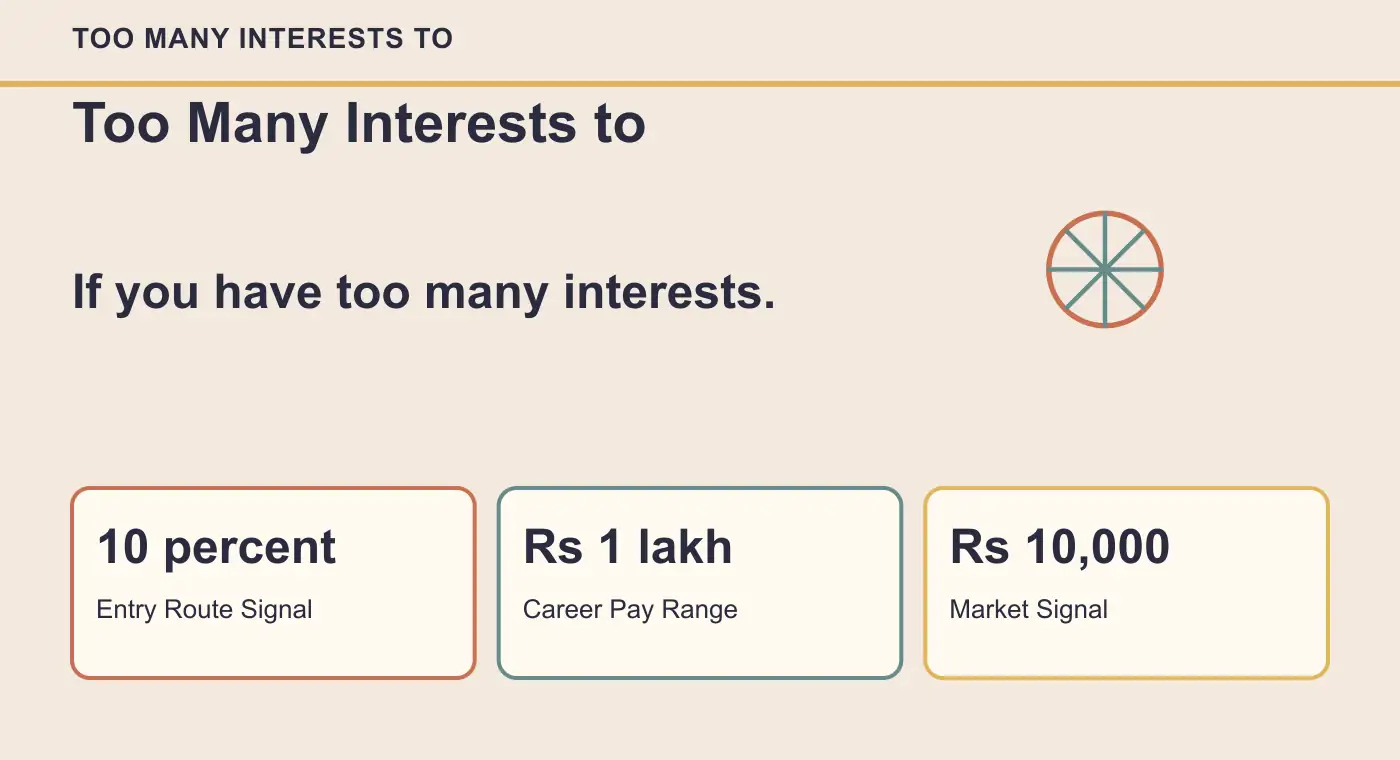 TOO MANY INTERESTS TO
Too Many Interests to
If you have too many interests.
10 percent
Entry Route Signal
Rs 1 lakh
Career Pay Range
Rs 10,000
Market Signal